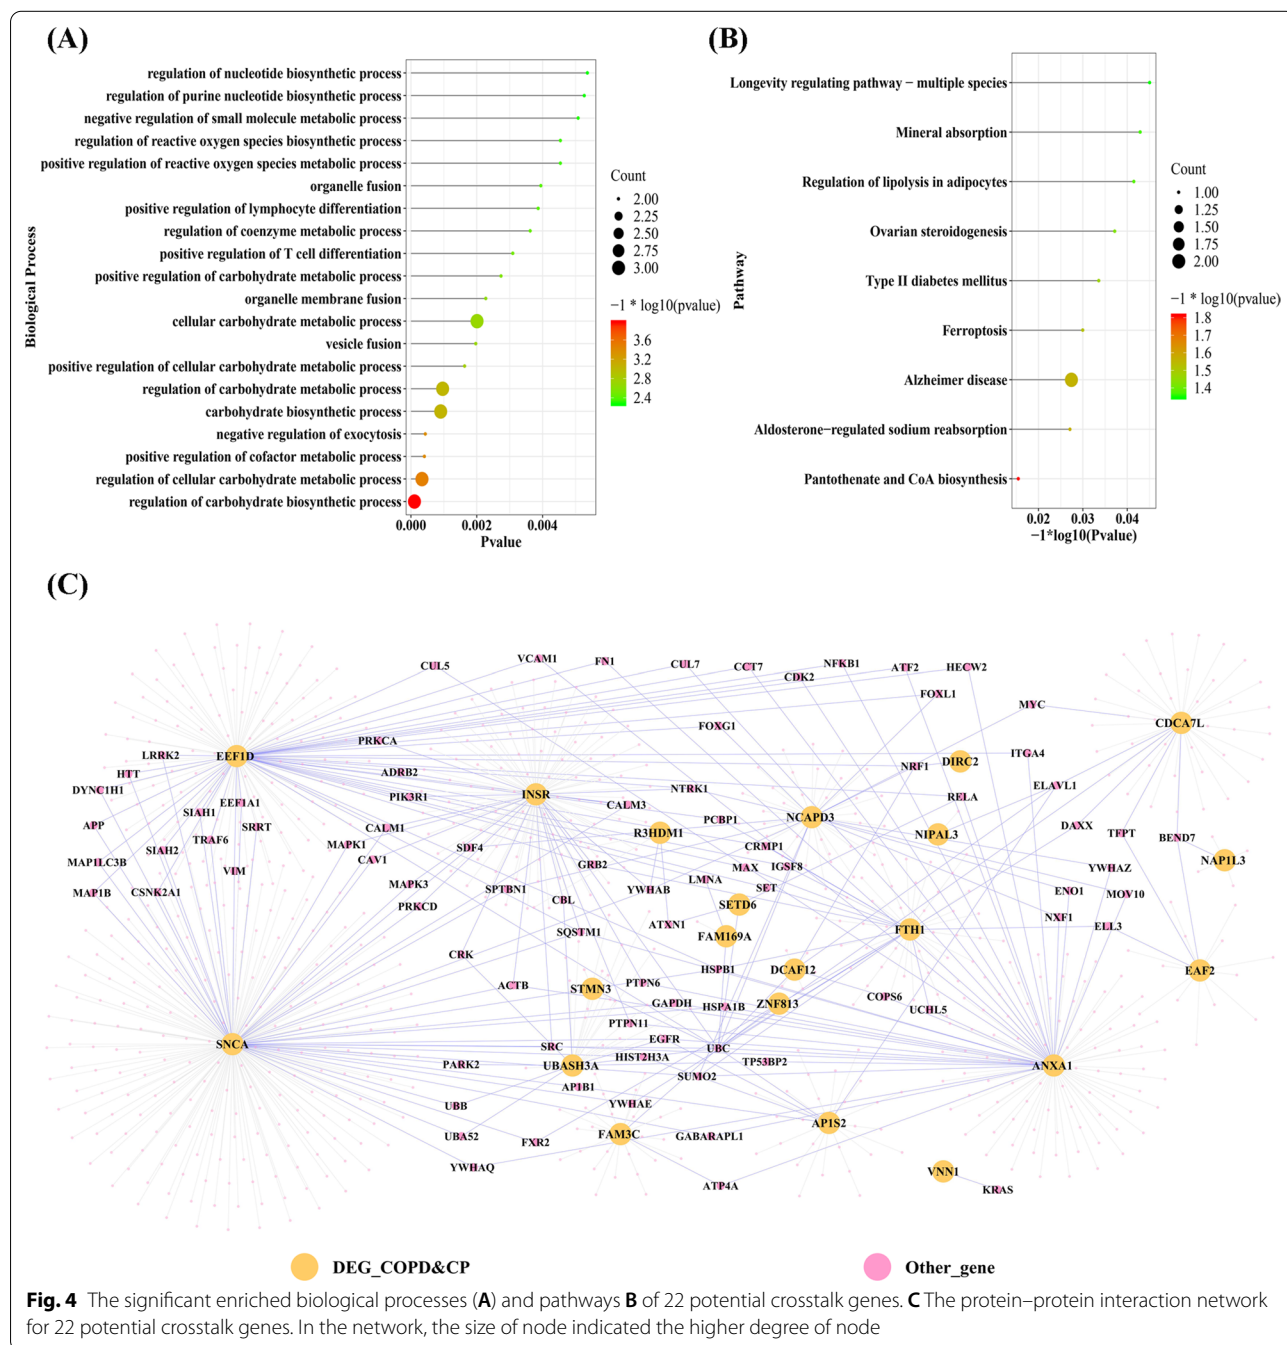 (A)
regulation of nucleotide biosynthetic process
regulation of purine nucleotide biosynthetic process
negative regulation of small molecule metabolic process
regulation of reactive oxygen species biosynthetic process
positive regulation of reactive oxygen species metabolic process
organelle fusion
positive regulation of lymphocyte differentiation
regulation of coenzyme metabolic process
positive regulation of T cell differentiation
positive regulation of carbohydrate metabolic process
organelle membrane fusion
cellular carbohydrate metabolic process
vesicle fusion
positive regulation of cellular carbohydrate metabolic process
regulation of carbohydrate metabolic process
carbohydrate biosynthetic process
negative regulation of exocytosis
positive regulation of cofactor metabolic process
regulation of cellular carbohydrate metabolic process
regulation of carbohydrate biosynthetic process
Biological Process
0.000 0.002 0.004
Pvalue
Count
2.00
2.25
2.50
2.75
3.00
−1 * log10(pvalue)
3.6
3.2
2.8
2.4
(B)
Longevity regulating pathway − multiple species
Mineral absorption
Regulation of lipolysis in adipocytes
Ovarian steroidogenesis
Type II diabetes mellitus
Ferroptosis
Alzheimer disease
Aldosterone−regulated sodium reabsorption
Pantothenate and CoA biosynthesis
Pathway
0.02 0.03 0.04
−1*log10(Pvalue)
Count
1.00
1.25
1.50
1.75
2.00
−1 * log10(pvalue)
1.8
1.7
1.6
1.5
1.4
(C)
CUL5
VCAM1
FN1
CUL7
CCT7
CDK2
NFKB1
ATF2
HECW2
FOXL1
MYC
CDCA7L
FOXG1
PRKCA
LRRK2
EEF1D
HTT
DYNC1H1
ADRB2
PIK3R1
INSR
NTRK1
NRF1
DIRC2
ITGA4
ELAVL1
RELA
EEF1A1
SIAH1
SRRT
APP
TRAF6
SIAH2
CALM1
CALM3
PCBP1
NCAPD3
R3HDM1
NIPAL3
DAXX
TFPT
BEND7
NAP1L3
MAPK1
SDF4
CAV1
CRMP1
MAP1LC3B
VIM
GRB2
MAX
IGSF8
YWHAZ
MAP1B
CSNK2A1
MAPK3
SPTBN1
YWHAB
LMNA
SET
ENO1
MOV10
PRKCD
CBL
SETD6
NXF1
ELL3
ATXN1
SQSTM1
FAM169A
FTH1
CRK
HSPB1
DCAF12
EAF2
ACTB
STMN3
PTPN6
GAPDH
HSPA1B
ZNF813
COPS6
UCHL5
PTPN11
SNCA
SRC
EGFR
UBC
HIST2H3A
TP53BP2
PARK2
UBASH3A
ANXA1
SUMO2
AP1B1
UBB
YWHAE
AP1S2
UBA52
FXR2
FAM3C
GABARAPL1
YWHAQ
VNN1
ATP4A
KRAS
DEG_COPD&CP
Other_gene
Fig. 4 The significant enriched biological processes (A) and pathways B of 22 potential crosstalk genes. C The protein–protein interaction network
for 22 potential crosstalk genes. In the network, the size of node indicated the higher degree of node